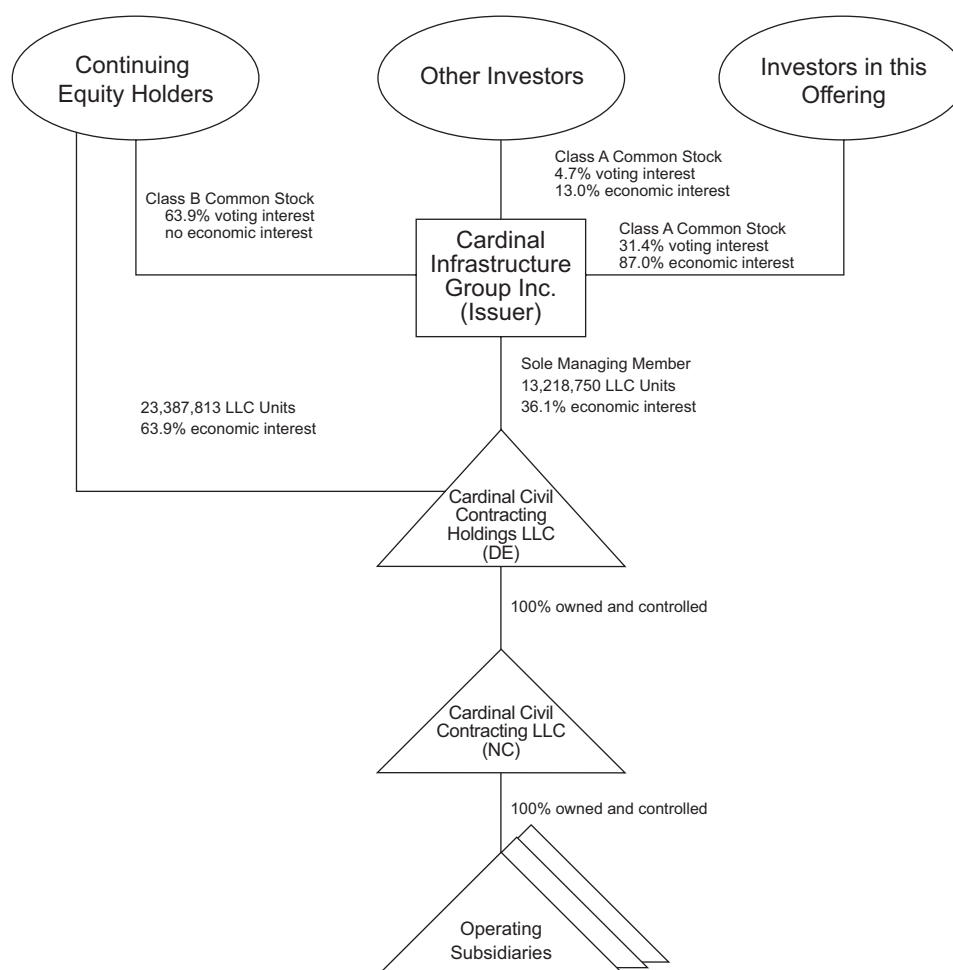 Continuing
Equity Holders
Other Investors
Investors in this
Offering
Class B Common Stock
63.9% voting interest
no economic interest
Class A Common Stock
4.7% voting interest
13.0% economic interest
Class A Common Stock
31.4% voting interest
87.0% economic interest
Cardinal
Infrastructure
Group Inc.
(Issuer)
Sole Managing Member
13,218,750 LLC Units
36.1% economic interest
23,387,813 LLC Units
63.9% economic interest
Cardinal Civil
Contracting
Holdings LLC
(DE)
100% owned and controlled
Cardinal Civil
Contracting LLC
(NC)
100% owned and controlled
Operating
Subsidiaries